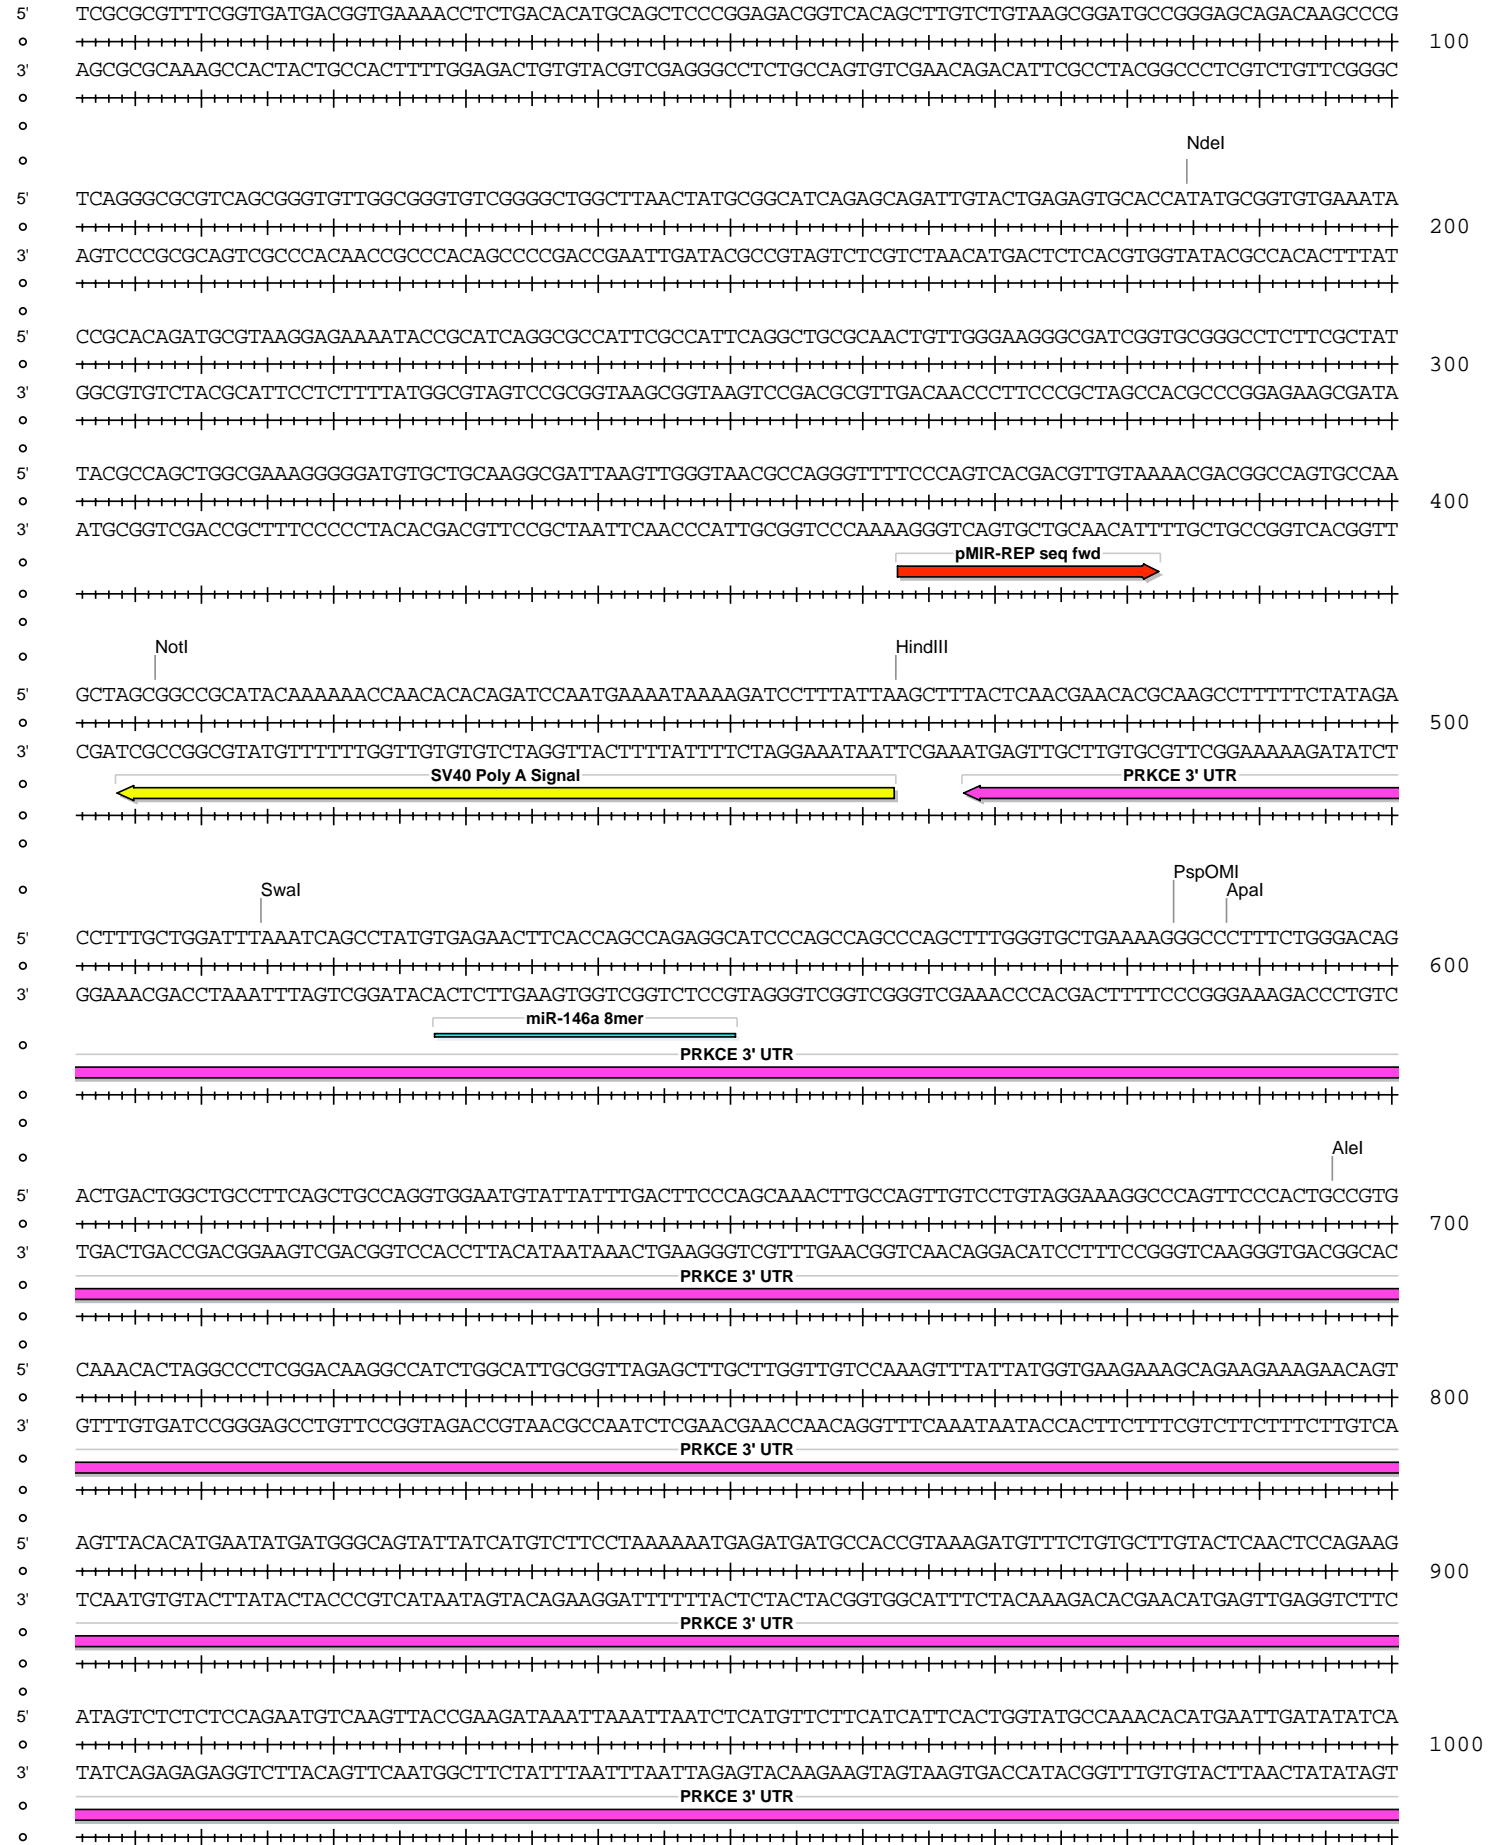 5' TCGCGCGTTTCGGTGATGACGGTGAAAACCTCTGACACATGCAGCTCCCGGAGACGGTCACAGCTTGTCTGTAAGCGGATGCCGGGAGCAGACAAGCCCG
100
3' AGCGCGCAAAGCCACTACTGCCACTTTTGGAGACTGTGTACGTCGAGGGCCTCTGCCAGTGTCGAACAGACATTCGCCTACGGCCCTCGTCTGTTCGGGC
NdeI
5' TCAGGGCGCGTCAGCGGGTGTTGGCGGGTGTCGGGGCTGGCTTAACTATGCGGCATCAGAGCAGATTGTACTGAGAGTGCACCATATGCGGTGTGAAATA
200
3' AGTCCCGCGCAGTCGCCCACAACCGCCCACAGCCCCGACCGAATTGATACGCCGTAGTCTCGTCTAACATGACTCTCACGTGGTATACGCCACACTTTAT
5' CCGCACAGATGCGTAAGGAGAAAATACCGCATCAGGCGCCATTCGCCATTCAGGCTGCGCAACTGTTGGGAAGGGCGATCGGTGCGGGCCTCTTCGCTAT
300
3' GGCGTGTCTACGCATTCCTCTTTTATGGCGTAGTCCGCGGTAAGCGGTAAGTCCGACGCGTTGACAACCCTTCCCGCTAGCCACGCCCGGAGAAGCGATA
5' TACGCCAGCTGGCGAAAGGGGGATGTGCTGCAAGGCGATTAAGTTGGGTAACGCCAGGGTTTTCCCAGTCACGACGTTGTAAAACGACGGCCAGTGCCAA
400
3' ATGCGGTCGACCGCTTTCCCCCTACACGACGTTCCGCTAATTCAACCCATTGCGGTCCCAAAAGGGTCAGTGCTGCAACATTTTGCTGCCGGTCACGGTT
pMIR-REP seq fwd
NotI HindIII
5' GCTAGCGGCCGCATACAAAAAACCAACACACAGATCCAATGAAAATAAAAGATCCTTTATTAAGCTTTACTCAACGAACACGCAAGCCTTTTTCTATAGA
500
3' CGATCGCCGGCGTATGTTTTTTGGTTGTGTGTCTAGGTTACTTTTATTTTCTAGGAAATAATTCGAAATGAGTTGCTTGTGCGTTCGGAAAAAGATATCT
SV40 Poly A Signal PRKCE 3' UTR
PspOMI
SwaI ApaI
5' CCTTTGCTGGATTTAAATCAGCCTATGTGAGAACTTCACCAGCCAGAGGCATCCCAGCCAGCCCAGCTTTGGGTGCTGAAAAGGGCCCTTTCTGGGACAG
600
3' GGAAACGACCTAAATTTAGTCGGATACACTCTTGAAGTGGTCGGTCTCCGTAGGGTCGGTCGGGTCGAAACCCACGACTTTTCCCGGGAAAGACCCTGTC
miR-146a 8mer
PRKCE 3' UTR
AleI
5' ACTGACTGGCTGCCTTCAGCTGCCAGGTGGAATGTATTATTTGACTTCCCAGCAAACTTGCCAGTTGTCCTGTAGGAAAGGCCCAGTTCCCACTGCCGTG
700
3' TGACTGACCGACGGAAGTCGACGGTCCACCTTACATAATAAACTGAAGGGTCGTTTGAACGGTCAACAGGACATCCTTTCCGGGTCAAGGGTGACGGCAC
PRKCE 3' UTR
5' CAAACACTAGGCCCTCGGACAAGGCCATCTGGCATTGCGGTTAGAGCTTGCTTGGTTGTCCAAAGTTTATTATGGTGAAGAAAGCAGAAGAAAGAACAGT
800
3' GTTTGTGATCCGGGAGCCTGTTCCGGTAGACCGTAACGCCAATCTCGAACGAACCAACAGGTTTCAAATAATACCACTTCTTTCGTCTTCTTTCTTGTCA
PRKCE 3' UTR
5' AGTTACACATGAATATGATGGGCAGTATTATCATGTCTTCCTAAAAAATGAGATGATGCCACCGTAAAGATGTTTCTGTGCTTGTACTCAACTCCAGAAG
900
3' TCAATGTGTACTTATACTACCCGTCATAATAGTACAGAAGGATTTTTTACTCTACTACGGTGGCATTTCTACAAAGACACGAACATGAGTTGAGGTCTTC
PRKCE 3' UTR
5' ATAGTCTCTCTCCAGAATGTCAAGTTACCGAAGATAAATTAAATTAATCTCATGTTCTTCATCATTCACTGGTATGCCAAACACATGAATTGATATATCA
1000
3' TATCAGAGAGAGGTCTTACAGTTCAATGGCTTCTATTTAATTTAATTAGAGTACAAGAAGTAGTAAGTGACCATACGGTTTGTGTACTTAACTATATAGT
PRKCE 3' UTR